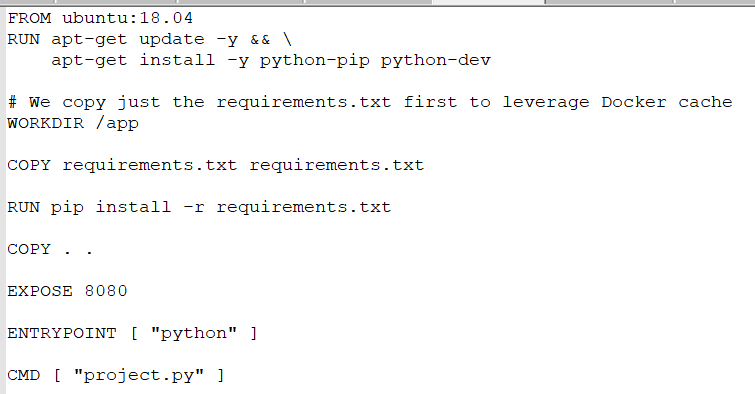 FROM ubuntu:18.04
RUN apt-get update -y && \
    apt-get install -y python-pip python-dev
# We copy just the requirements.txt first to leverage Docker cache
WORKDIR /app
COPY requirements.txt requirements.txt
RUN pip install -r requirements.txt
COPY . .
EXPOSE 8080
ENTRYPOINT [ "python" ]
CMD [ "project.py" ]